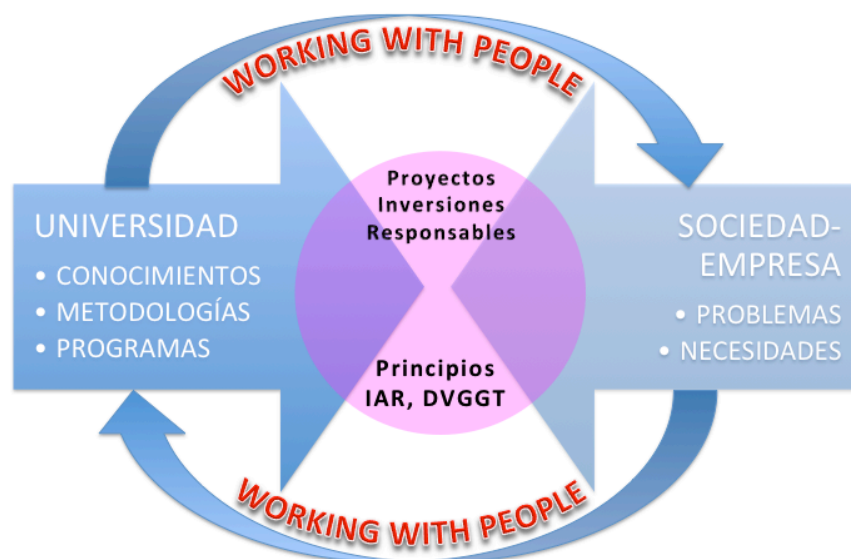 WORKING WITH PEOPLE
Proyectos
Inversiones
Responsables
UNIVERSIDAD
• CONOCIMIENTOS
• METODOLOGÍAS
• PROGRAMAS
SOCIEDAD-
EMPRESA
• PROBLEMAS
• NECESIDADES
Principios
IAR, DVGGT
WORKING WITH PEOPLE